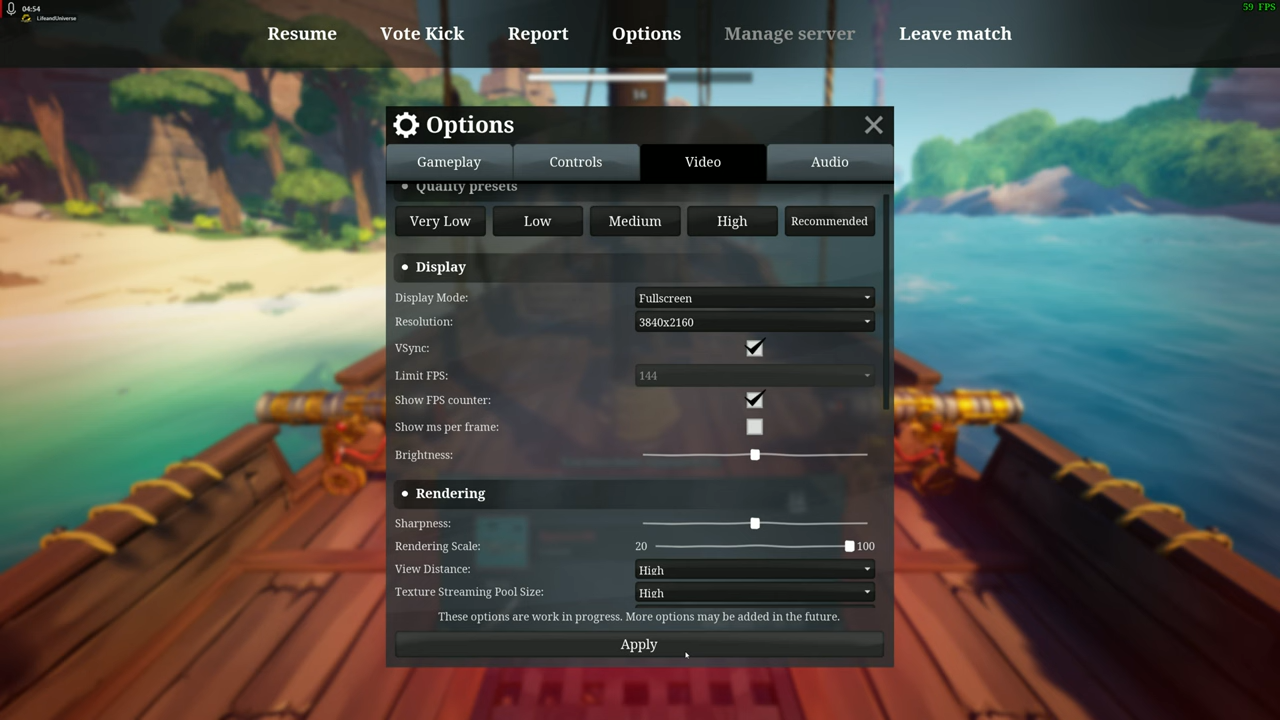 04:54
LifeandUniverse
59 FPS
Resume Vote Kick Report Options Manage server Leave match
16
Options
Gameplay Controls Video Audio
Quality presets
Very Low Low Medium High Recommended
Display
Display Mode: Fullscreen
Resolution: 3840x2160
VSync:
Limit FPS: 144
Show FPS counter:
Show ms per frame:
Brightness:
Rendering
Sharpness:
Rendering Scale: 20 100
View Distance: High
Texture Streaming Pool Size: High
These options are work in progress. More options may be added in the future.
Apply